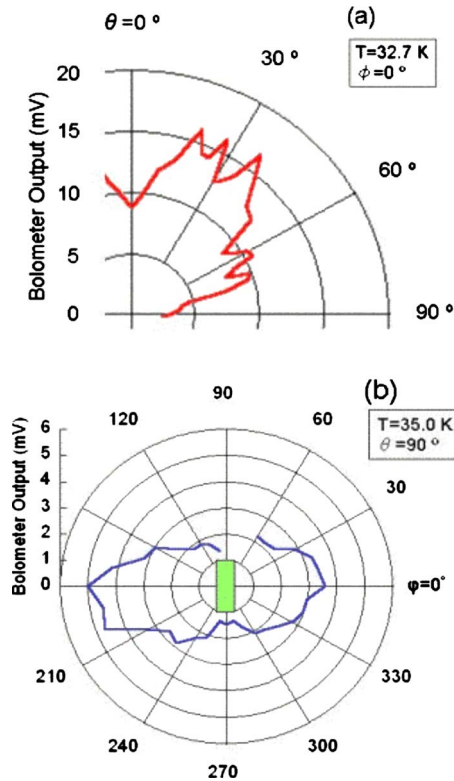 (a)
θ =0 °
30 °
T=32.7 K
ϕ=0°
20
15
10
5
0
Bolometer Output (mV)
60 °
90 °
(b)
90
120
60
T=35.0 K
θ =90 °
6
5
4
3
2
1
0
Bolometer Output (mV)
30
φ=0°
210
330
240
300
270